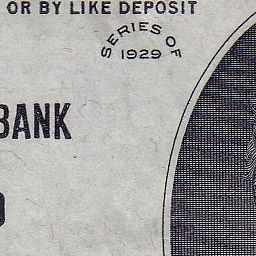 OR BY LIKE DEPOSIT
SERIES OF
1929
BANK